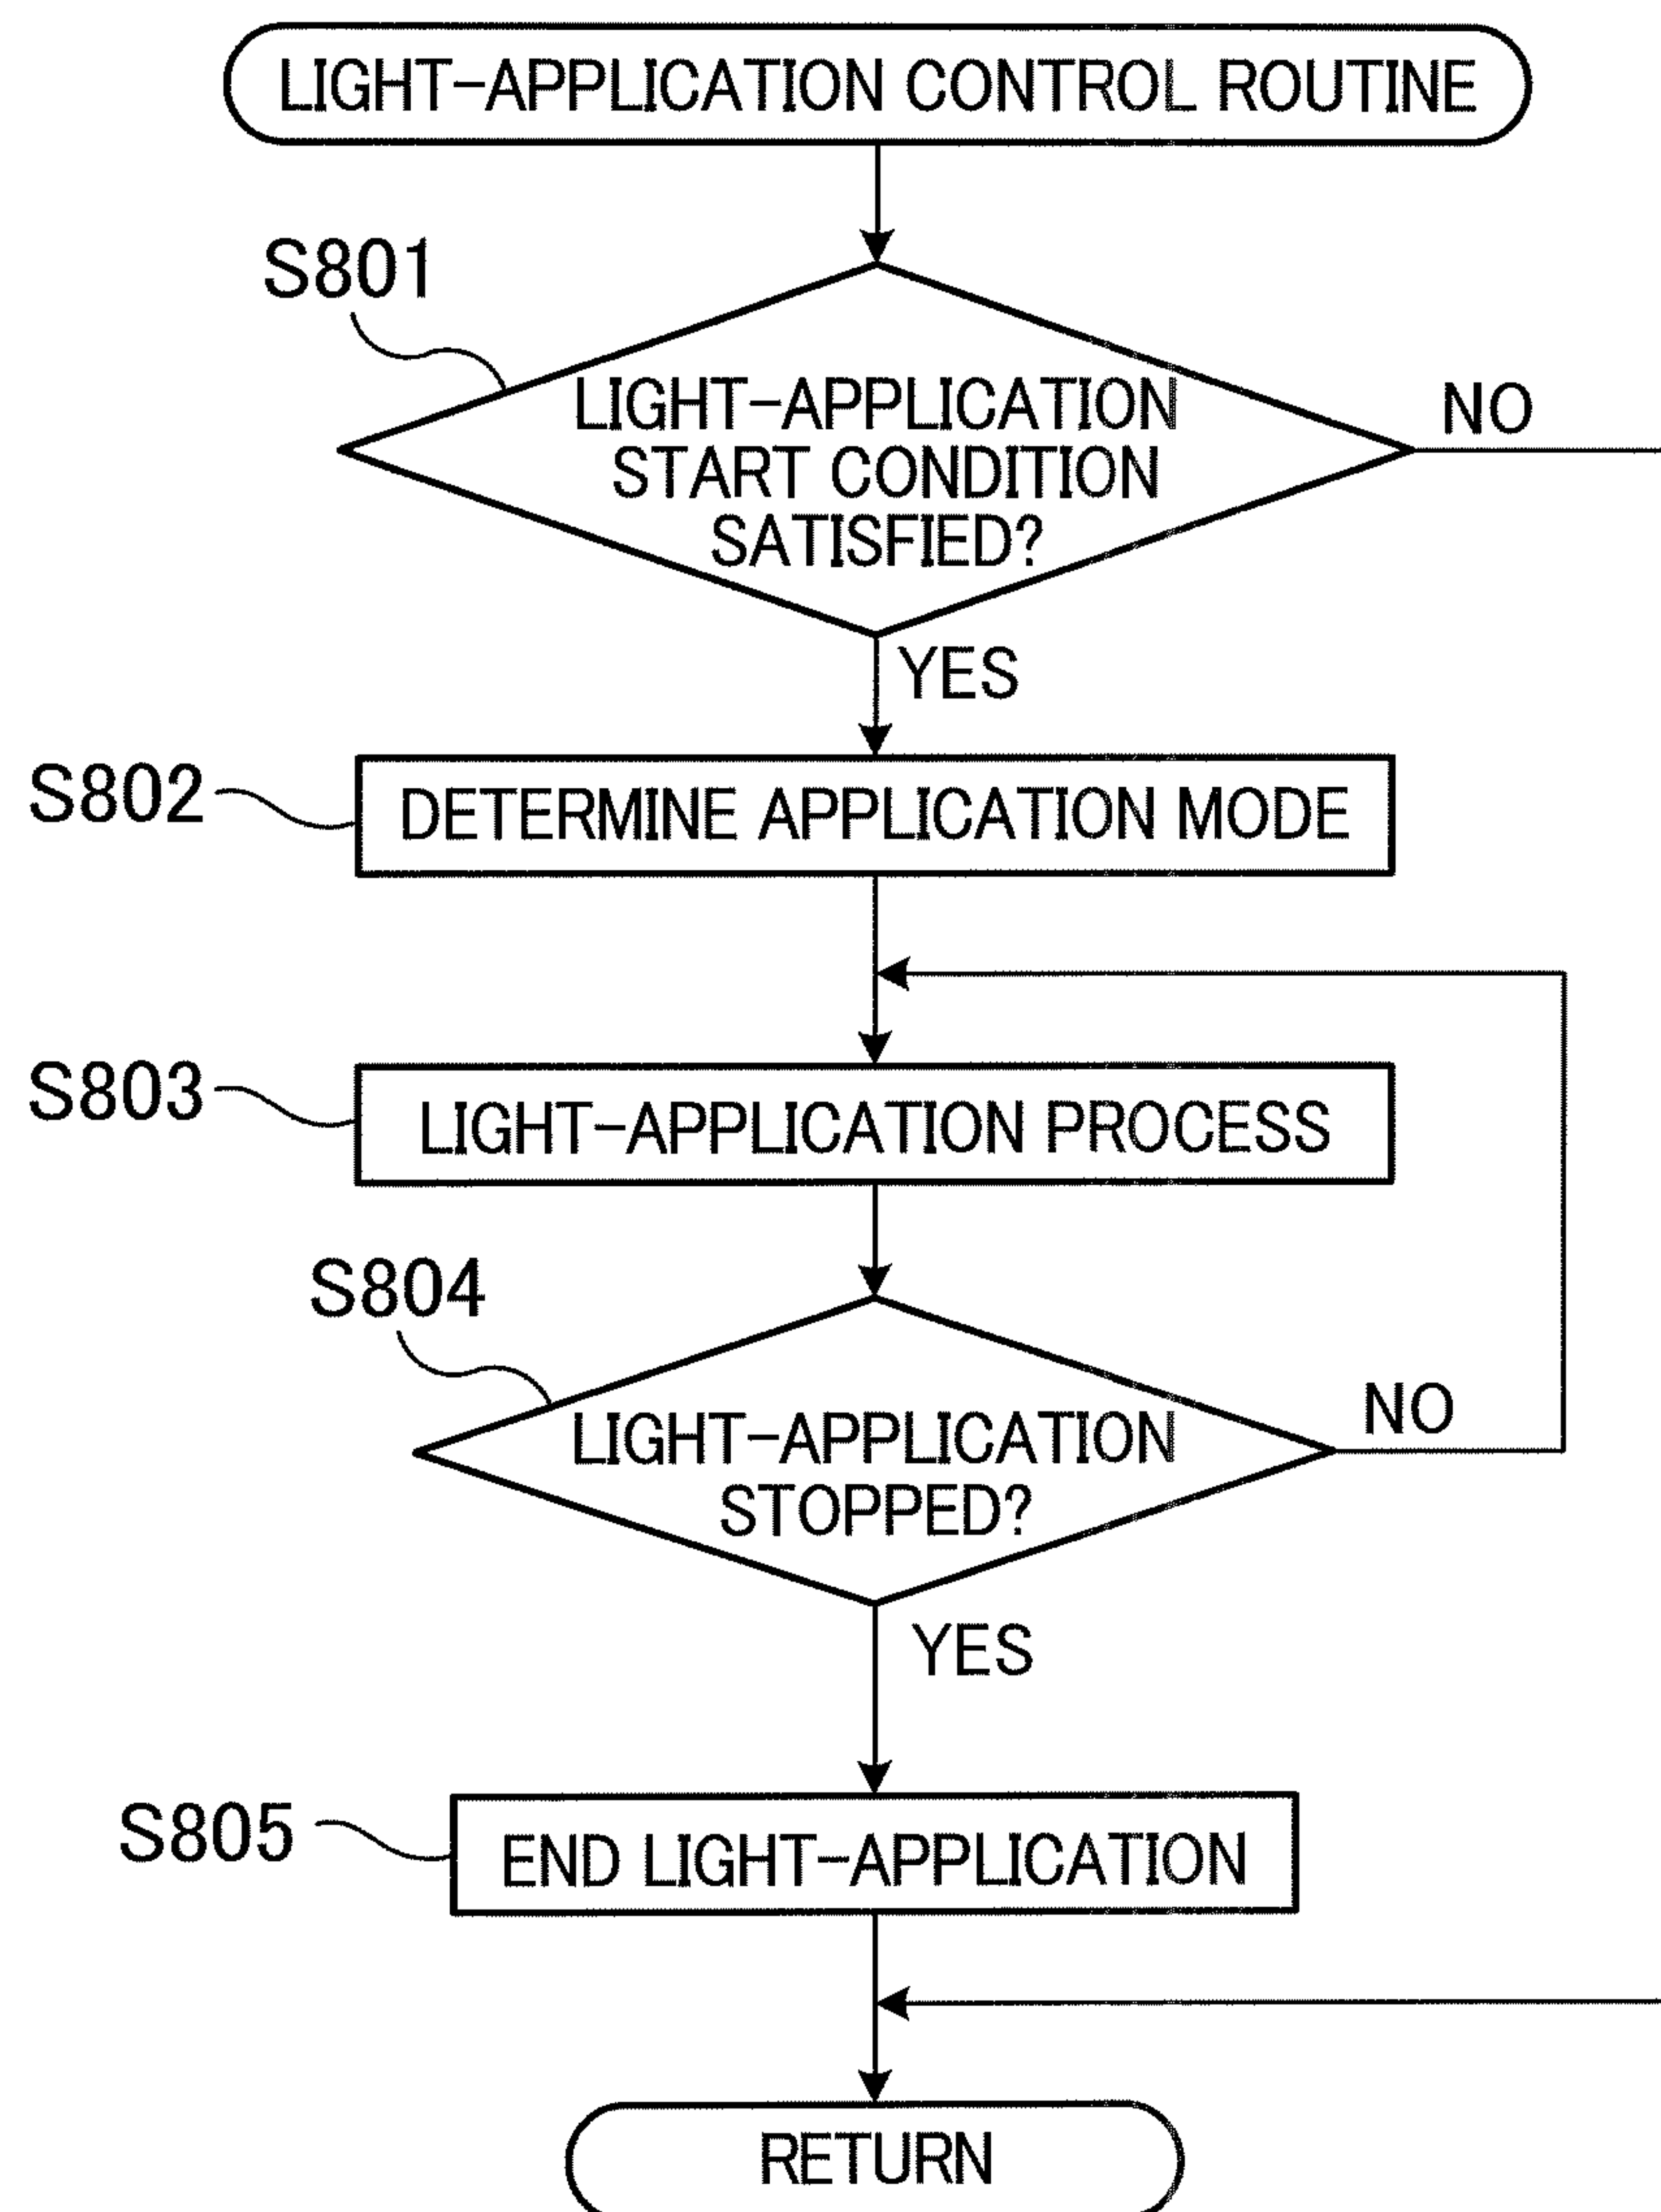 LIGHT-APPLICATION CONTROL ROUTINE
S801
LIGHT-APPLICATION
START CONDITION
SATISFIED?
NO
YES
S802
DETERMINE APPLICATION MODE
S803
LIGHT-APPLICATION PROCESS
S804
LIGHT-APPLICATION
STOPPED?
NO
YES
S805
END LIGHT-APPLICATION
RETURN